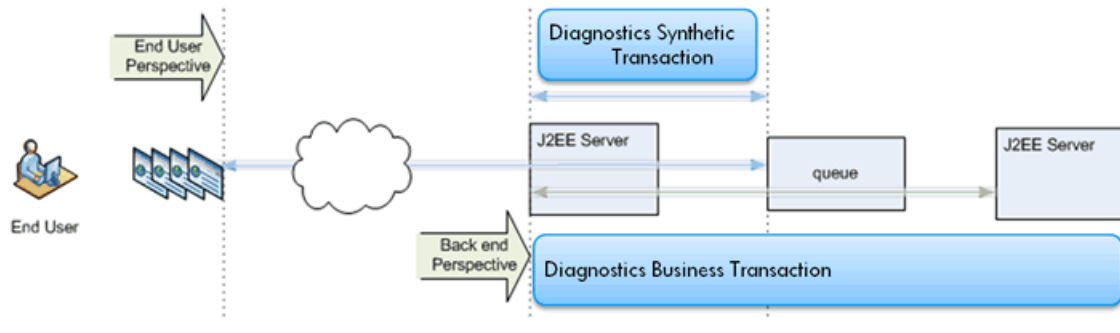 Diagnostics Synthetic
Transaction
End User
Perspective
J2EE Server
J2EE Server
queue
End User
Back end
Perspective
Diagnostics Business Transaction